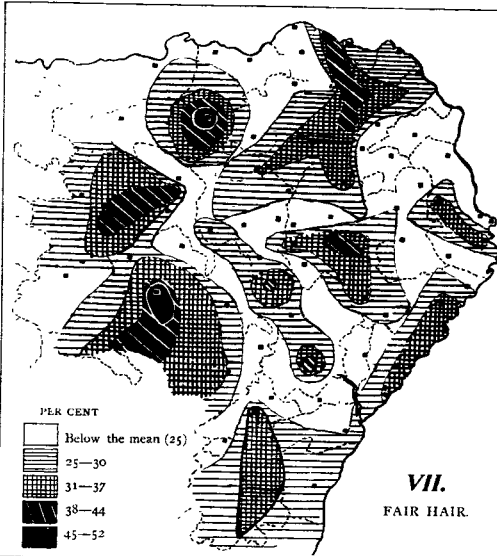 PER CENT
Below the mean (25)
25—30
31—37
38—44
45—52
VII.
FAIR HAIR.